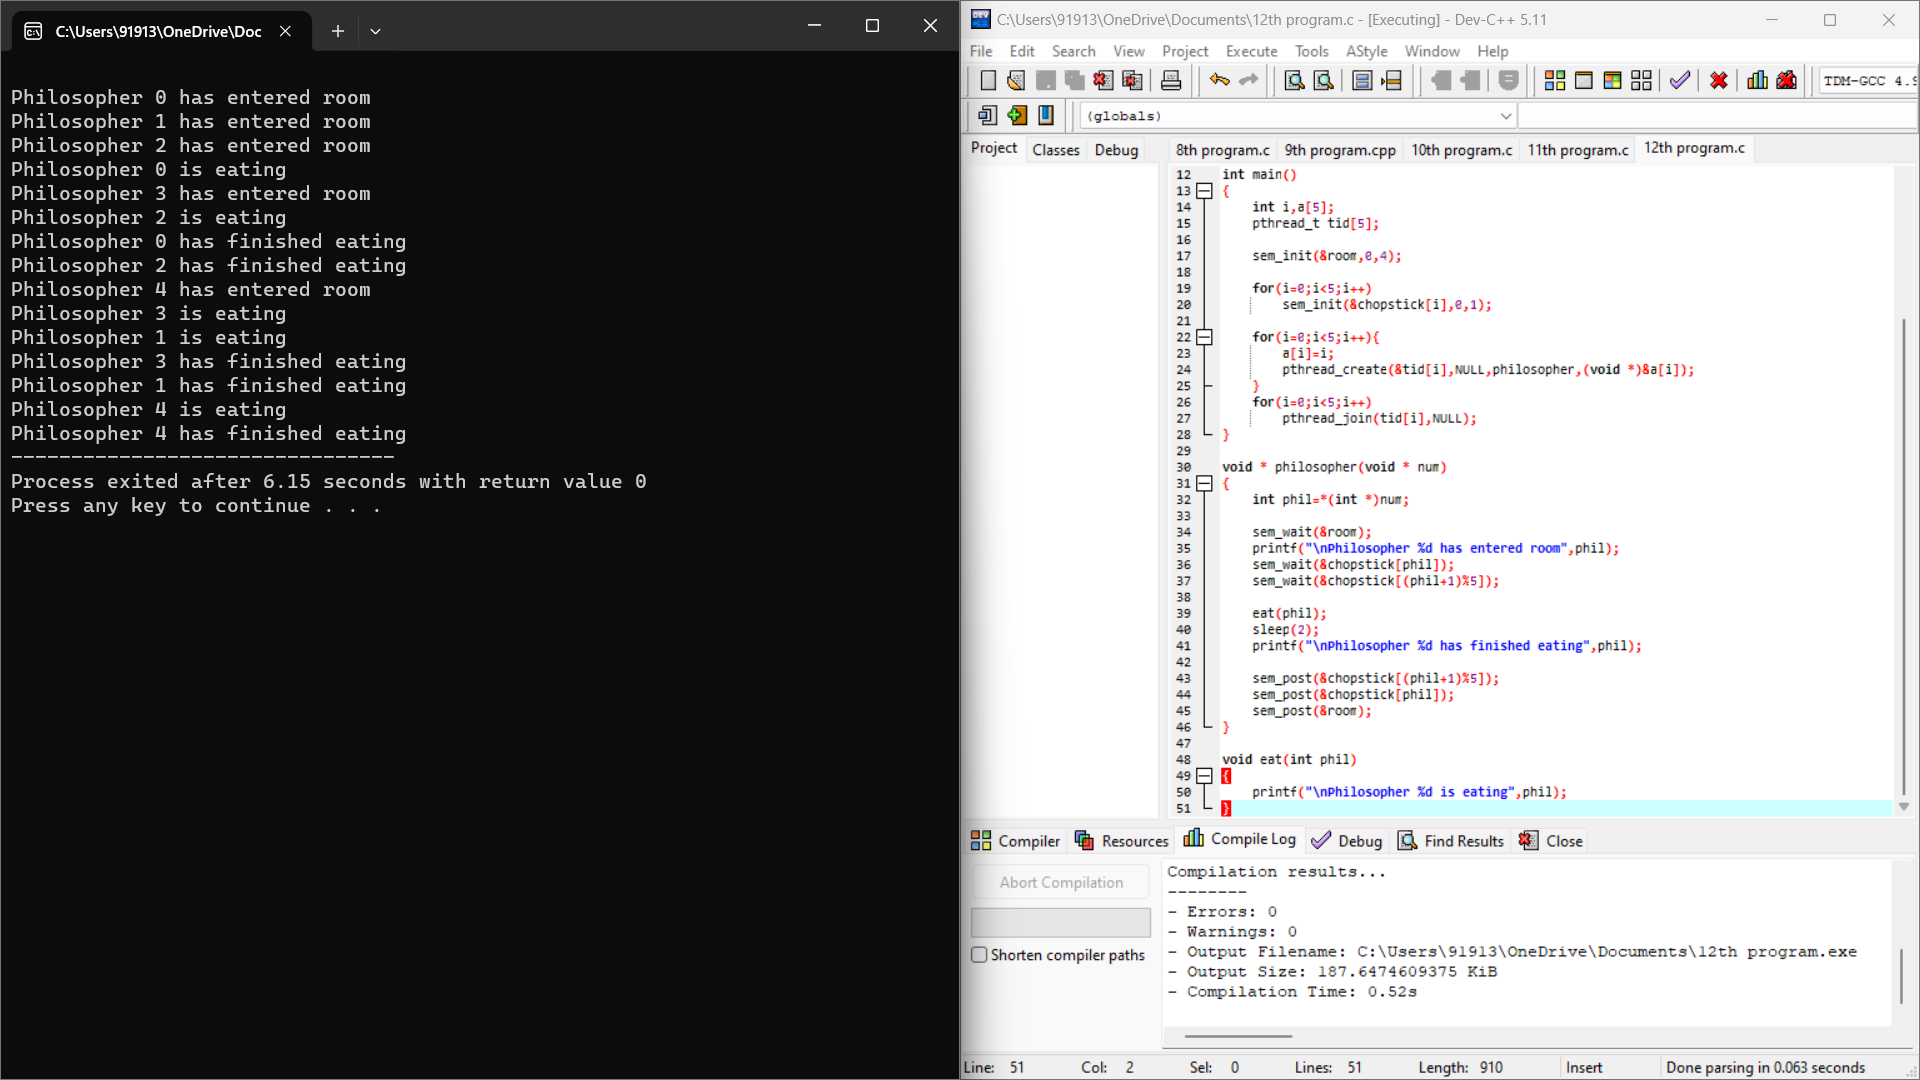 C:\Users\91913\OneDrive\Doc
Philosopher 0 has entered room
Philosopher 1 has entered room
Philosopher 2 has entered room
Philosopher 0 is eating
Philosopher 3 has entered room
Philosopher 2 is eating
Philosopher 0 has finished eating
Philosopher 2 has finished eating
Philosopher 4 has entered room
Philosopher 3 is eating
Philosopher 1 is eating
Philosopher 3 has finished eating
Philosopher 1 has finished eating
Philosopher 4 is eating
Philosopher 4 has finished eating
--------------------------------
Process exited after 6.15 seconds with return value 0
Press any key to continue . . .
C:\Users\91913\OneDrive\Documents\12th program.c - [Executing] - Dev-C++ 5.11
File Edit Search View Project Execute Tools AStyle Window Help
TDM-GCC 4.9
(globals)
Project Classes Debug
8th program.c 9th program.cpp 10th program.c 11th program.c 12th program.c
12 int main()
13 {
14 int i,a[5];
15 pthread_t tid[5];
16
17 sem_init(&room,0,4);
18
19 for(i=0;i<5;i++)
20 sem_init(&chopstick[i],0,1);
21
22 for(i=0;i<5;i++){
23 a[i]=i;
24 pthread_create(&tid[i],NULL,philosopher,(void *)&a[i]);
25 }
26 for(i=0;i<5;i++)
27 pthread_join(tid[i],NULL);
28 }
29
30 void * philosopher(void * num)
31 {
32 int phil=*(int *)num;
33
34 sem_wait(&room);
35 printf("\nPhilosopher %d has entered room",phil);
36 sem_wait(&chopstick[phil]);
37 sem_wait(&chopstick[(phil+1)%5]);
38
39 eat(phil);
40 sleep(2);
41 printf("\nPhilosopher %d has finished eating",phil);
42
43 sem_post(&chopstick[(phil+1)%5]);
44 sem_post(&chopstick[phil]);
45 sem_post(&room);
46 }
47
48 void eat(int phil)
49 {
50 printf("\nPhilosopher %d is eating",phil);
51 }
Compiler Resources Compile Log Debug Find Results Close
Abort Compilation
Shorten compiler paths
Compilation results...
--------
- Errors: 0
- Warnings: 0
- Output Filename: C:\Users\91913\OneDrive\Documents\12th program.exe
- Output Size: 187.6474609375 KiB
- Compilation Time: 0.52s
Line: 51 Col: 2 Sel: 0 Lines: 51 Length: 910 Insert Done parsing in 0.063 seconds